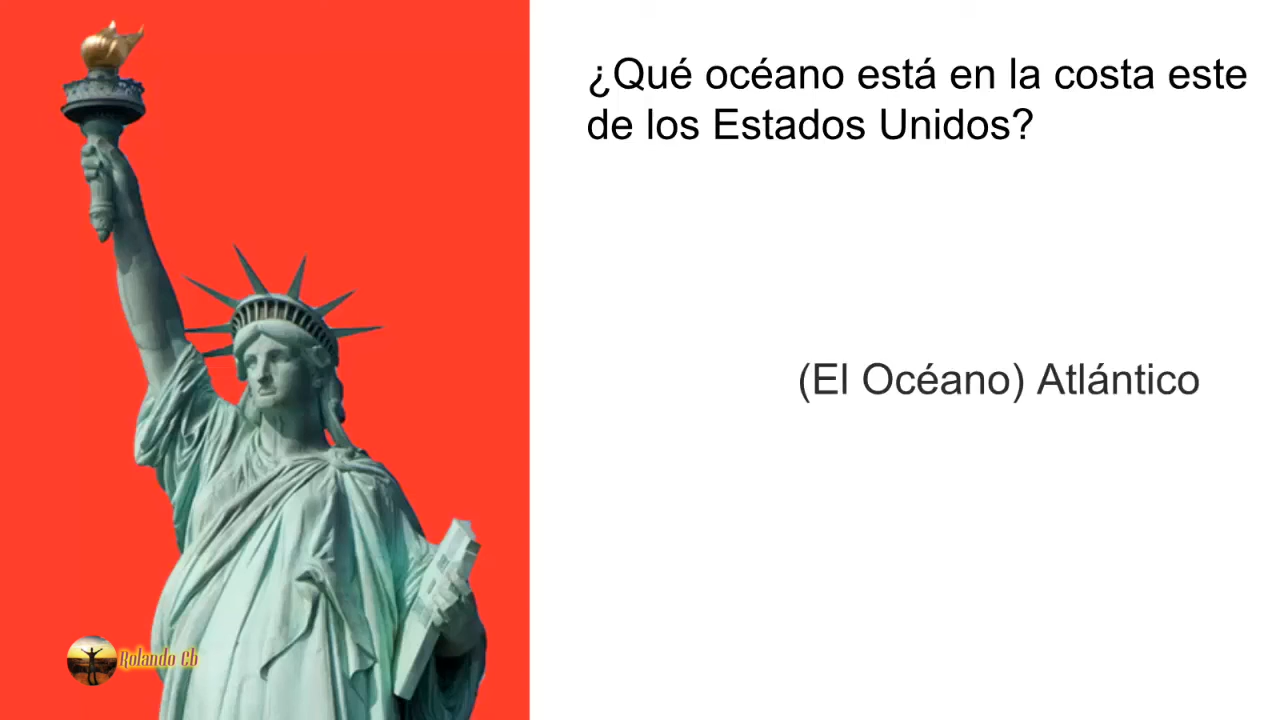 ¿Qué océano está en la costa este
de los Estados Unidos?
(El Océano) Atlántico
Rolando Cb